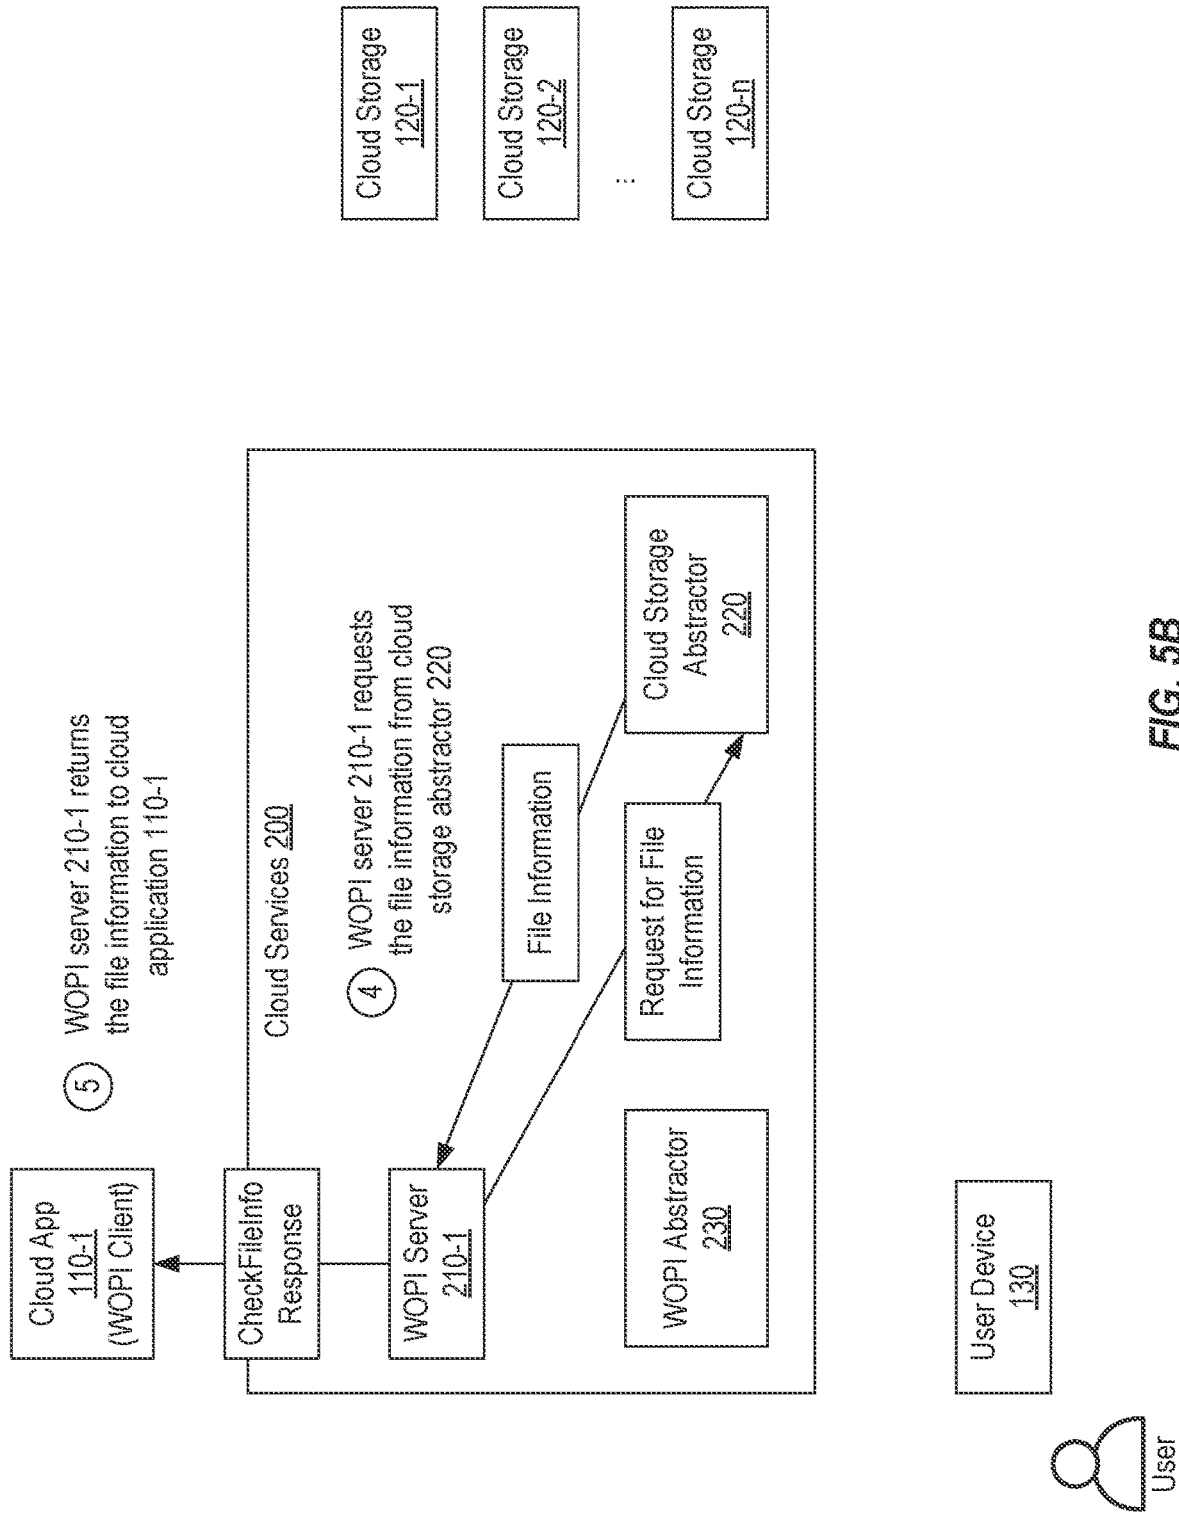 Cloud App
110-1
(WOPI Client)
5
WOPI server 210-1 returns
the file information to cloud
application 110-1
CheckFileInfo
Response
Cloud Services 200
WOPI Server
210-1
4
WOPI server 210-1 requests
the file information from cloud
storage abstractor 220
File Information
Request for File
Information
WOPI Abstractor
230
Cloud Storage
Abstractor
220
Cloud Storage
120-1
Cloud Storage
120-2
...
Cloud Storage
120-n
User Device
130
User
FIG. 5B